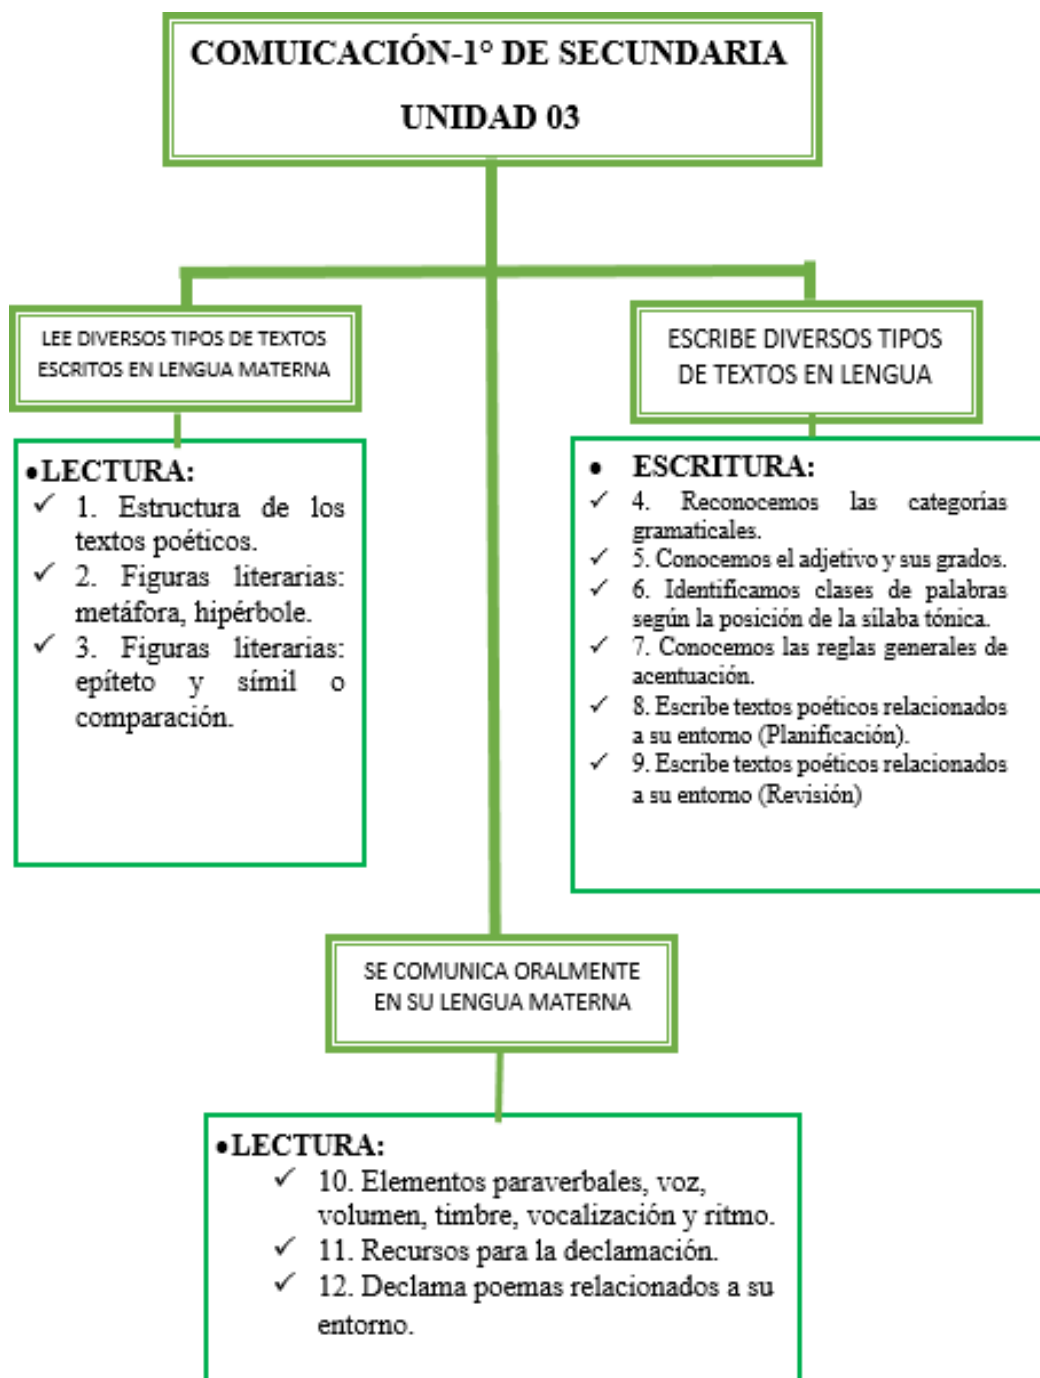 COMUICACIÓN-1° DE SECUNDARIA
UNIDAD 03
LEE DIVERSOS TIPOS DE TEXTOS
ESCRITOS EN LENGUA MATERNA
•LECTURA:
✓ 1. Estructura de los
textos poéticos.
✓ 2. Figuras literarias:
metáfora, hipérbole.
✓ 3. Figuras literarias:
epíteto y símil o
comparación.
ESCRIBE DIVERSOS TIPOS
DE TEXTOS EN LENGUA
• ESCRITURA:
✓ 4. Reconocemos las categorías
gramaticales.
✓ 5. Conocemos el adjetivo y sus grados.
✓ 6. Identificamos clases de palabras
según la posición de la sílaba tónica.
✓ 7. Conocemos las reglas generales de
acentuación.
✓ 8. Escribe textos poéticos relacionados
a su entorno (Planificación).
✓ 9. Escribe textos poéticos relacionados
a su entorno (Revisión)
SE COMUNICA ORALMENTE
EN SU LENGUA MATERNA
•LECTURA:
✓ 10. Elementos paraverbales, voz,
volumen, timbre, vocalización y ritmo.
✓ 11. Recursos para la declamación.
✓ 12. Declama poemas relacionados a su
entorno.